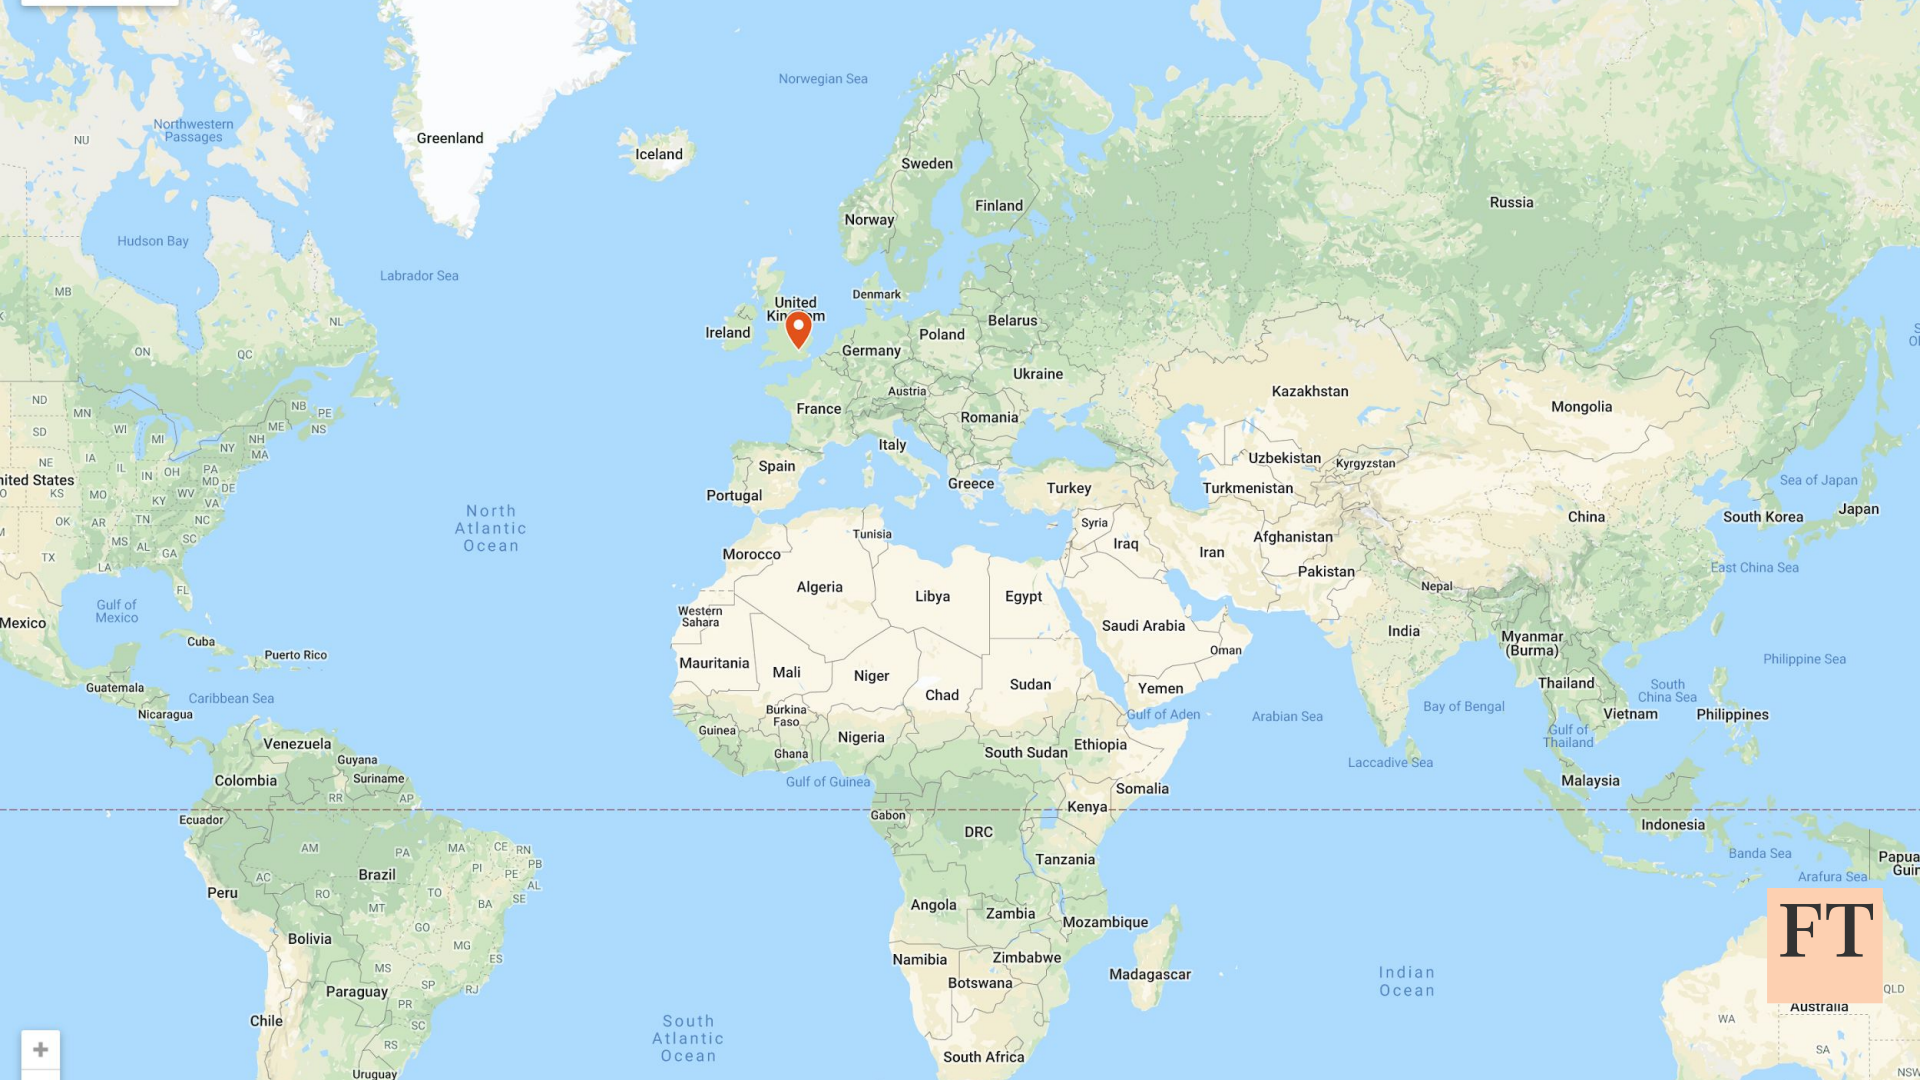 Norwegian Sea
Northwestern
Passages
NU
Greenland
Iceland
Sweden
Finland
Russia
Norway
Hudson Bay
Labrador Sea
MB
Denmark
United
Kingdom
NL
Ireland
Belarus
Poland
Germany
ON
QC
Ukraine
Austria
Kazakhstan
ND
MN
NB
PE
France
Mongolia
Romania
SD
WI
MI
ME
NS
NH
NY
MA
Italy
NE
IA
IL
IN
OH
PA
MD
DE
Uzbekistan
Kyrgyzstan
Spain
nited States
CO
KS
MO
KY
WV
VA
Greece
Turkey
Turkmenistan
Sea of Japan
Portugal
North
Atlantic
Ocean
OK
AR
TN
NC
Syria
China
South Korea
Japan
MS
AL
GA
SC
Tunisia
Iraq
Iran
Afghanistan
TX
LA
Morocco
Pakistan
East China Sea
FL
Algeria
Libya
Egypt
Nepal
Gulf of
Mexico
Western
Sahara
Saudi Arabia
India
Mexico
Cuba
Myanmar
(Burma)
Oman
Puerto Rico
Mauritania
Mali
Niger
Chad
Sudan
Yemen
Philippine Sea
Guatemala
Caribbean Sea
Thailand
South
China Sea
Nicaragua
Burkina
Faso
Gulf of Aden
Arabian Sea
Bay of Bengal
Vietnam
Philippines
Guinea
Nigeria
Ghana
South Sudan
Ethiopia
Gulf of
Thailand
Venezuela
Guyana
Suriname
Colombia
Gulf of Guinea
Laccadive Sea
Malaysia
RR
AP
Somalia
Kenya
Ecuador
Gabon
DRC
Indonesia
AM
PA
MA
CE
RN
PB
PI
PE
AL
SE
Tanzania
Banda Sea
Papua
Guin
Arafura Sea
Brazil
AC
RO
TO
BA
MT
Peru
Angola
Zambia
Mozambique
GO
Bolivia
MG
ES
FT
Namibia
Zimbabwe
Botswana
Madagascar
Indian
Ocean
MS
SP
RJ
Paraguay
PR
QLD
Australia
Chile
SC
WA
South
Atlantic
Ocean
RS
SA
South Africa
Uruguay
NSW
+